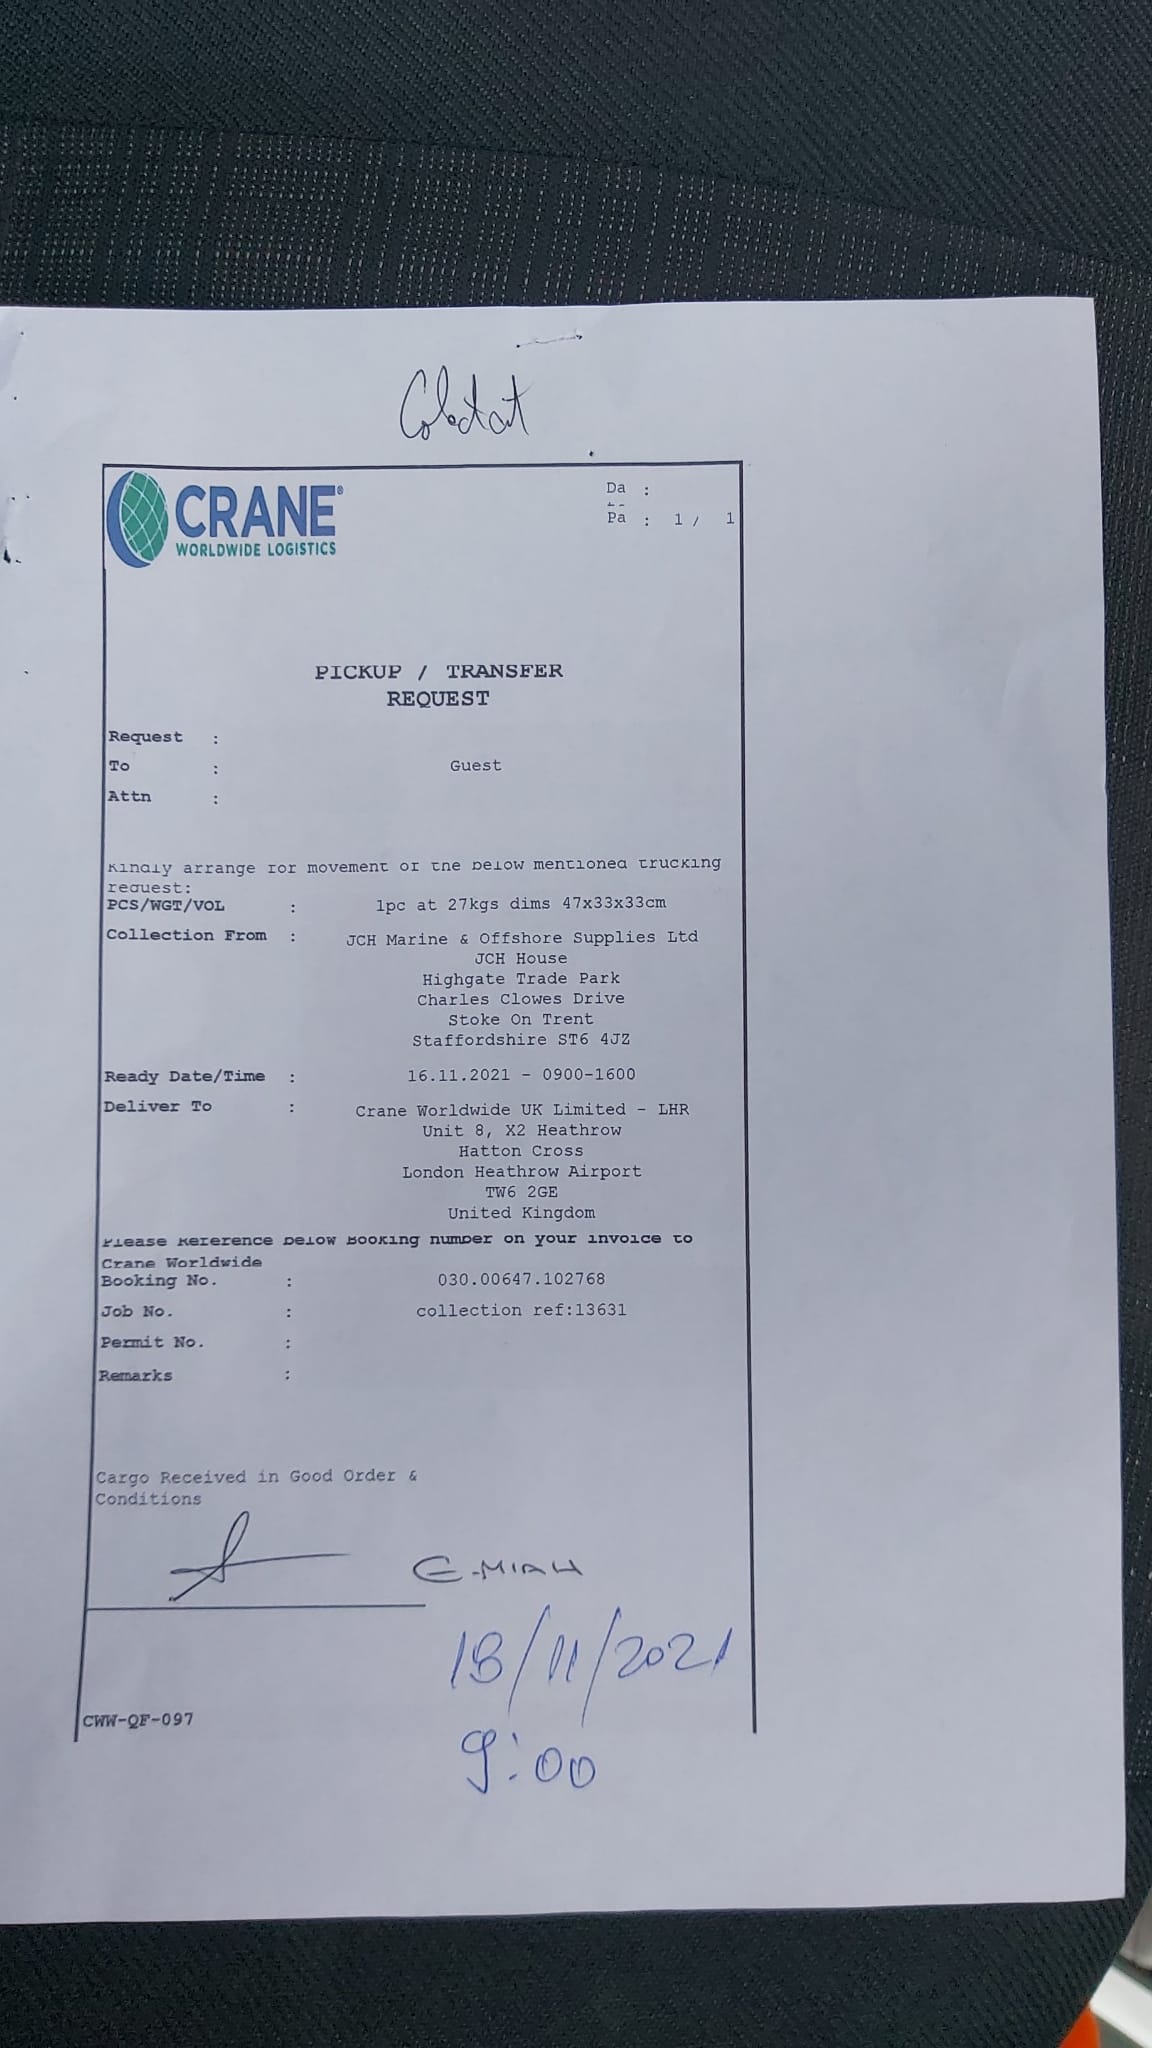 CRANE®
WORLDWIDE LOGISTICS
Da :
Pa : 1 / 1
PICKUP / TRANSFER
REQUEST
Request :
To : Guest
Attn :
Kindly arrange for movement of the below mentioned trucking
request:
PCS/WGT/VOL : 1pc at 27kgs dims 47x33x33cm
Collection From : JCH Marine & Offshore Supplies Ltd
JCH House
Highgate Trade Park
Charles Clowes Drive
Stoke On Trent
Staffordshire ST6 4JZ
Ready Date/Time : 16.11.2021 - 0900-1600
Deliver To : Crane Worldwide UK Limited - LHR
Unit 8, X2 Heathrow
Hatton Cross
London Heathrow Airport
TW6 2GE
United Kingdom
Please Reference below Booking number on your invoice to
Crane Worldwide
Booking No. : 030.00647.102768
Job No. : collection ref:13631
Permit No. :
Remarks :
Cargo Received in Good Order &
Conditions
E.MIAH
18/11/2021
CWW-QF-097
9:00